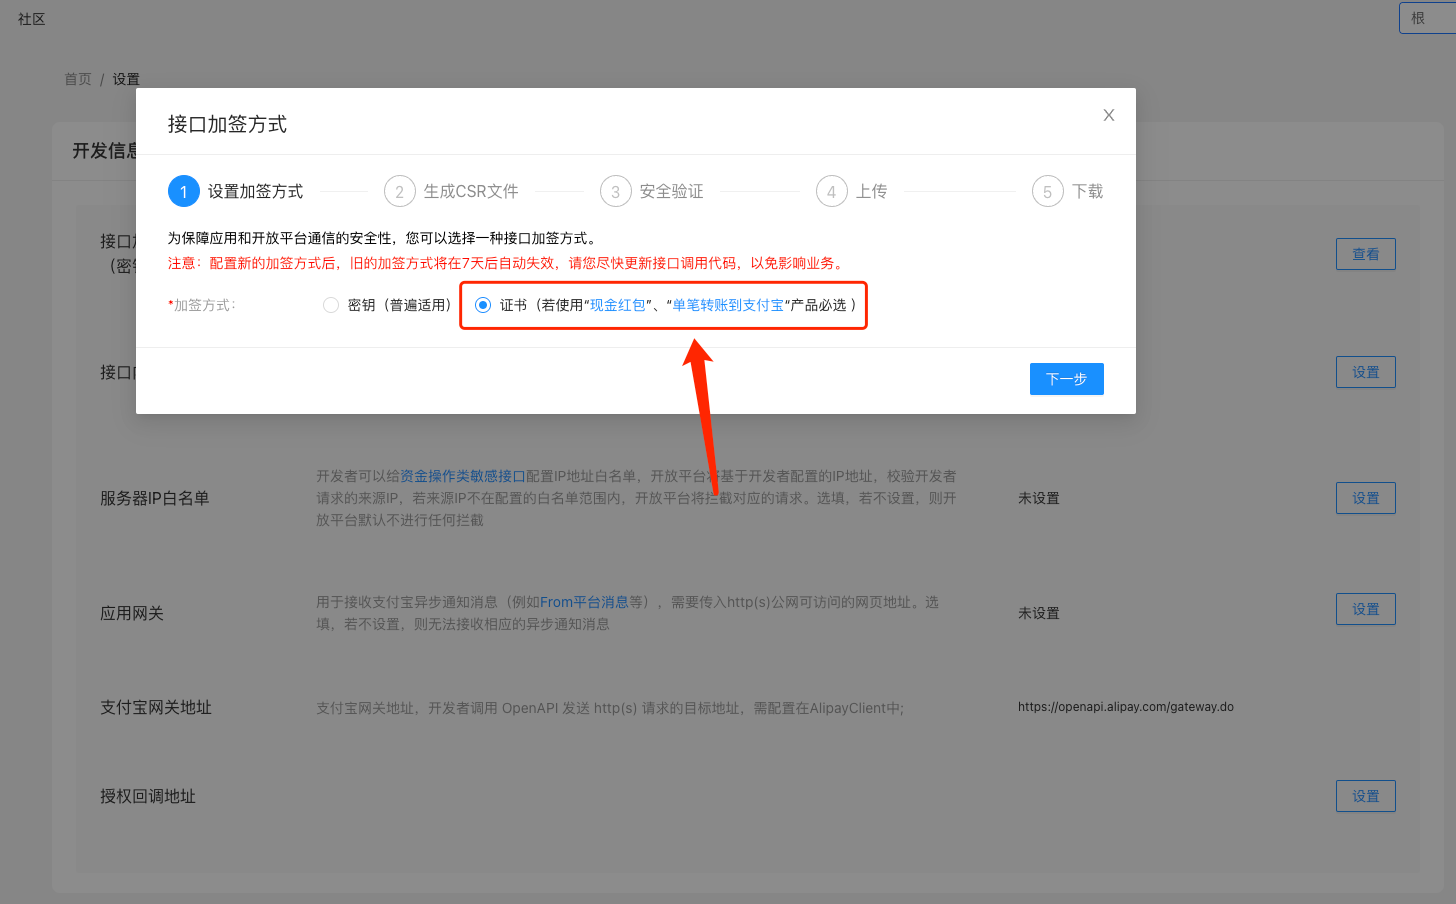 社区
根
首页 / 设置
开发信息
接口加签方式
X
1 设置加签方式
2 生成CSR文件
3 安全验证
4 上传
5 下载
为保障应用和开放平台通信的安全性，您可以选择一种接口加签方式。
注意：配置新的加签方式后，旧的加签方式将在7天后自动失效，请您尽快更新接口调用代码，以免影响业务。
*加签方式： 密钥（普遍适用） 证书（若使用“现金红包”、“单笔转账到支付宝“产品必选 ）
下一步
接口
（密
查看
接口
设置
服务器IP白名单
开发者可以给资金操作类敏感接口配置IP地址白名单，开放平台将基于开发者配置的IP地址，校验开发者
请求的来源IP，若来源IP不在配置的白名单范围内，开放平台将拦截对应的请求。选填，若不设置，则开
放平台默认不进行任何拦截
未设置
设置
应用网关
用于接收支付宝异步通知消息（例如From平台消息等），需要传入http(s)公网可访问的网页地址。选
填，若不设置，则无法接收相应的异步通知消息
未设置
设置
支付宝网关地址
支付宝网关地址，开发者调用 OpenAPI 发送 http(s) 请求的目标地址，需配置在AlipayClient中;
https://openapi.alipay.com/gateway.do
授权回调地址
设置